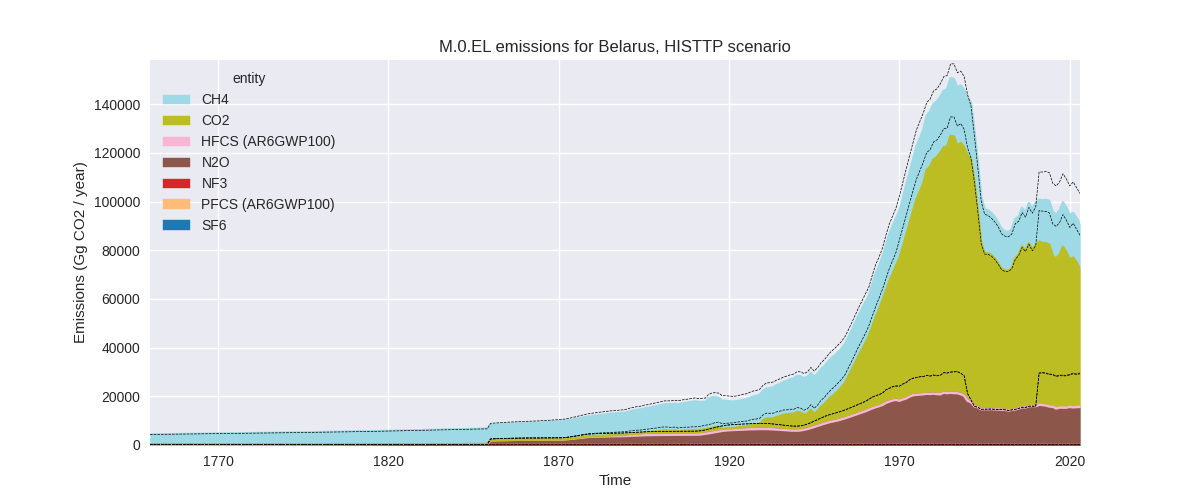 M.0.EL emissions for Belarus, HISTTP scenario
entity
CH4
CO2
HFCS (AR6GWP100)
N2O
NF3
PFCS (AR6GWP100)
SF6
Emissions (Gg CO2 / year)
140000
120000
100000
80000
60000
40000
20000
0
1770
1820
1870
1920
1970
2020
Time